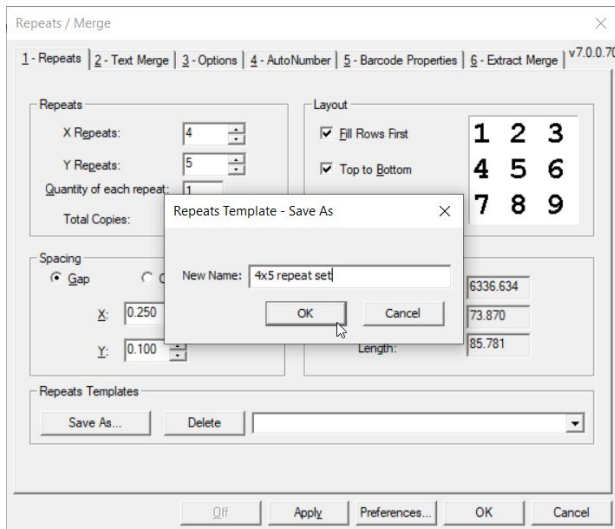 Repeats / Merge
1 - Repeats 2 - Text Merge 3 - Options 4 - AutoNumber 5 - Barcode Properties 6 - Extract Merge v7.0.0.70
Repeats
X Repeats: 4
Y Repeats: 5
Quantity of each repeat: 1
Total Copies:
Layout
Fill Rows First
Top to Bottom
1 2 3
4 5 6
7 8 9
Repeats Template - Save As
New Name: 4x5 repeat set
OK Cancel
Spacing
Gap
X: 0.250
Y: 0.100
6336.634
73.870
Length: 85.781
Repeats Templates
Save As... Delete
Off Apply Preferences... OK Cancel